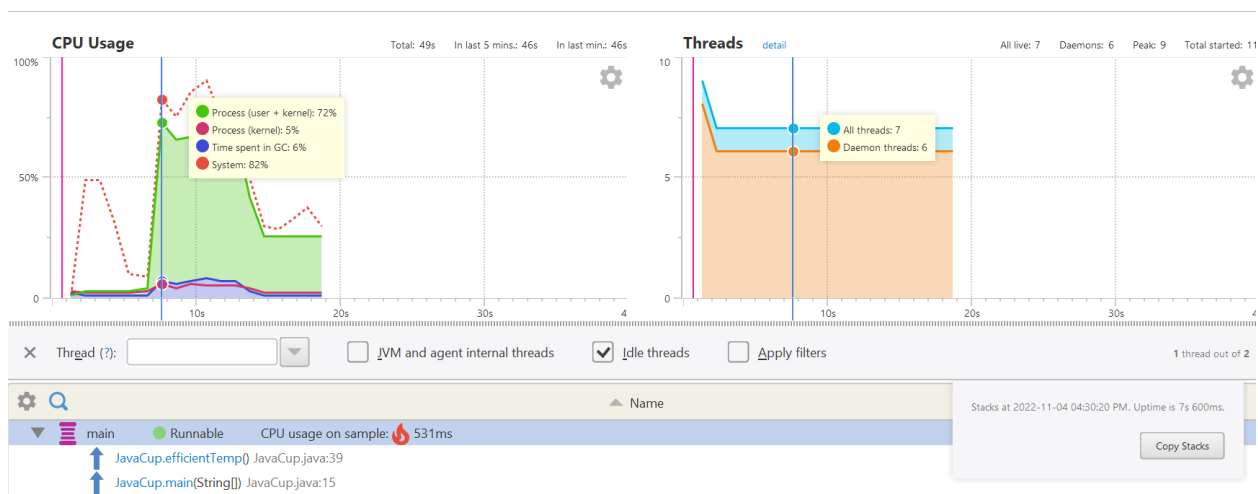 CPU Usage Total: 49s In last 5 mins.: 46s In last min.: 46s
100%
50%
0
10s 20s 30s 4
Process (user + kernel): 72%
Process (kernel): 5%
Time spent in GC: 6%
System: 82%
Threads detail All live: 7 Daemons: 6 Peak: 9 Total started: 11
10
5
0
10s 20s 30s 4
All threads: 7
Daemon threads: 6
Thread (?): JVM and agent internal threads Idle threads Apply filters 1 thread out of 2
Name
Stacks at 2022-11-04 04:30:20 PM. Uptime is 7s 600ms.
Copy Stacks
main Runnable CPU usage on sample: 531ms
JavaCup.efficientTemp() JavaCup.java:39
JavaCup.main(String[]) JavaCup.java:15